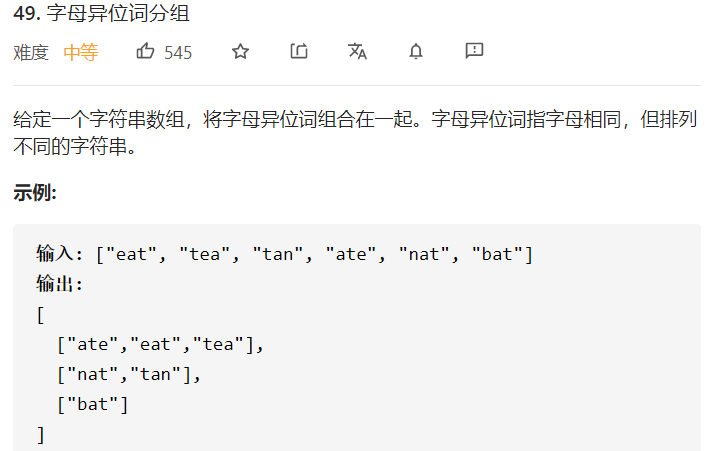 49. 字母异位词分组
难度 中等 545
给定一个字符串数组，将字母异位词组合在一起。字母异位词指字母相同，但排列
不同的字符串。
示例:
输入: ["eat", "tea", "tan", "ate", "nat", "bat"]
输出:
[
  ["ate","eat","tea"],
  ["nat","tan"],
  ["bat"]
]